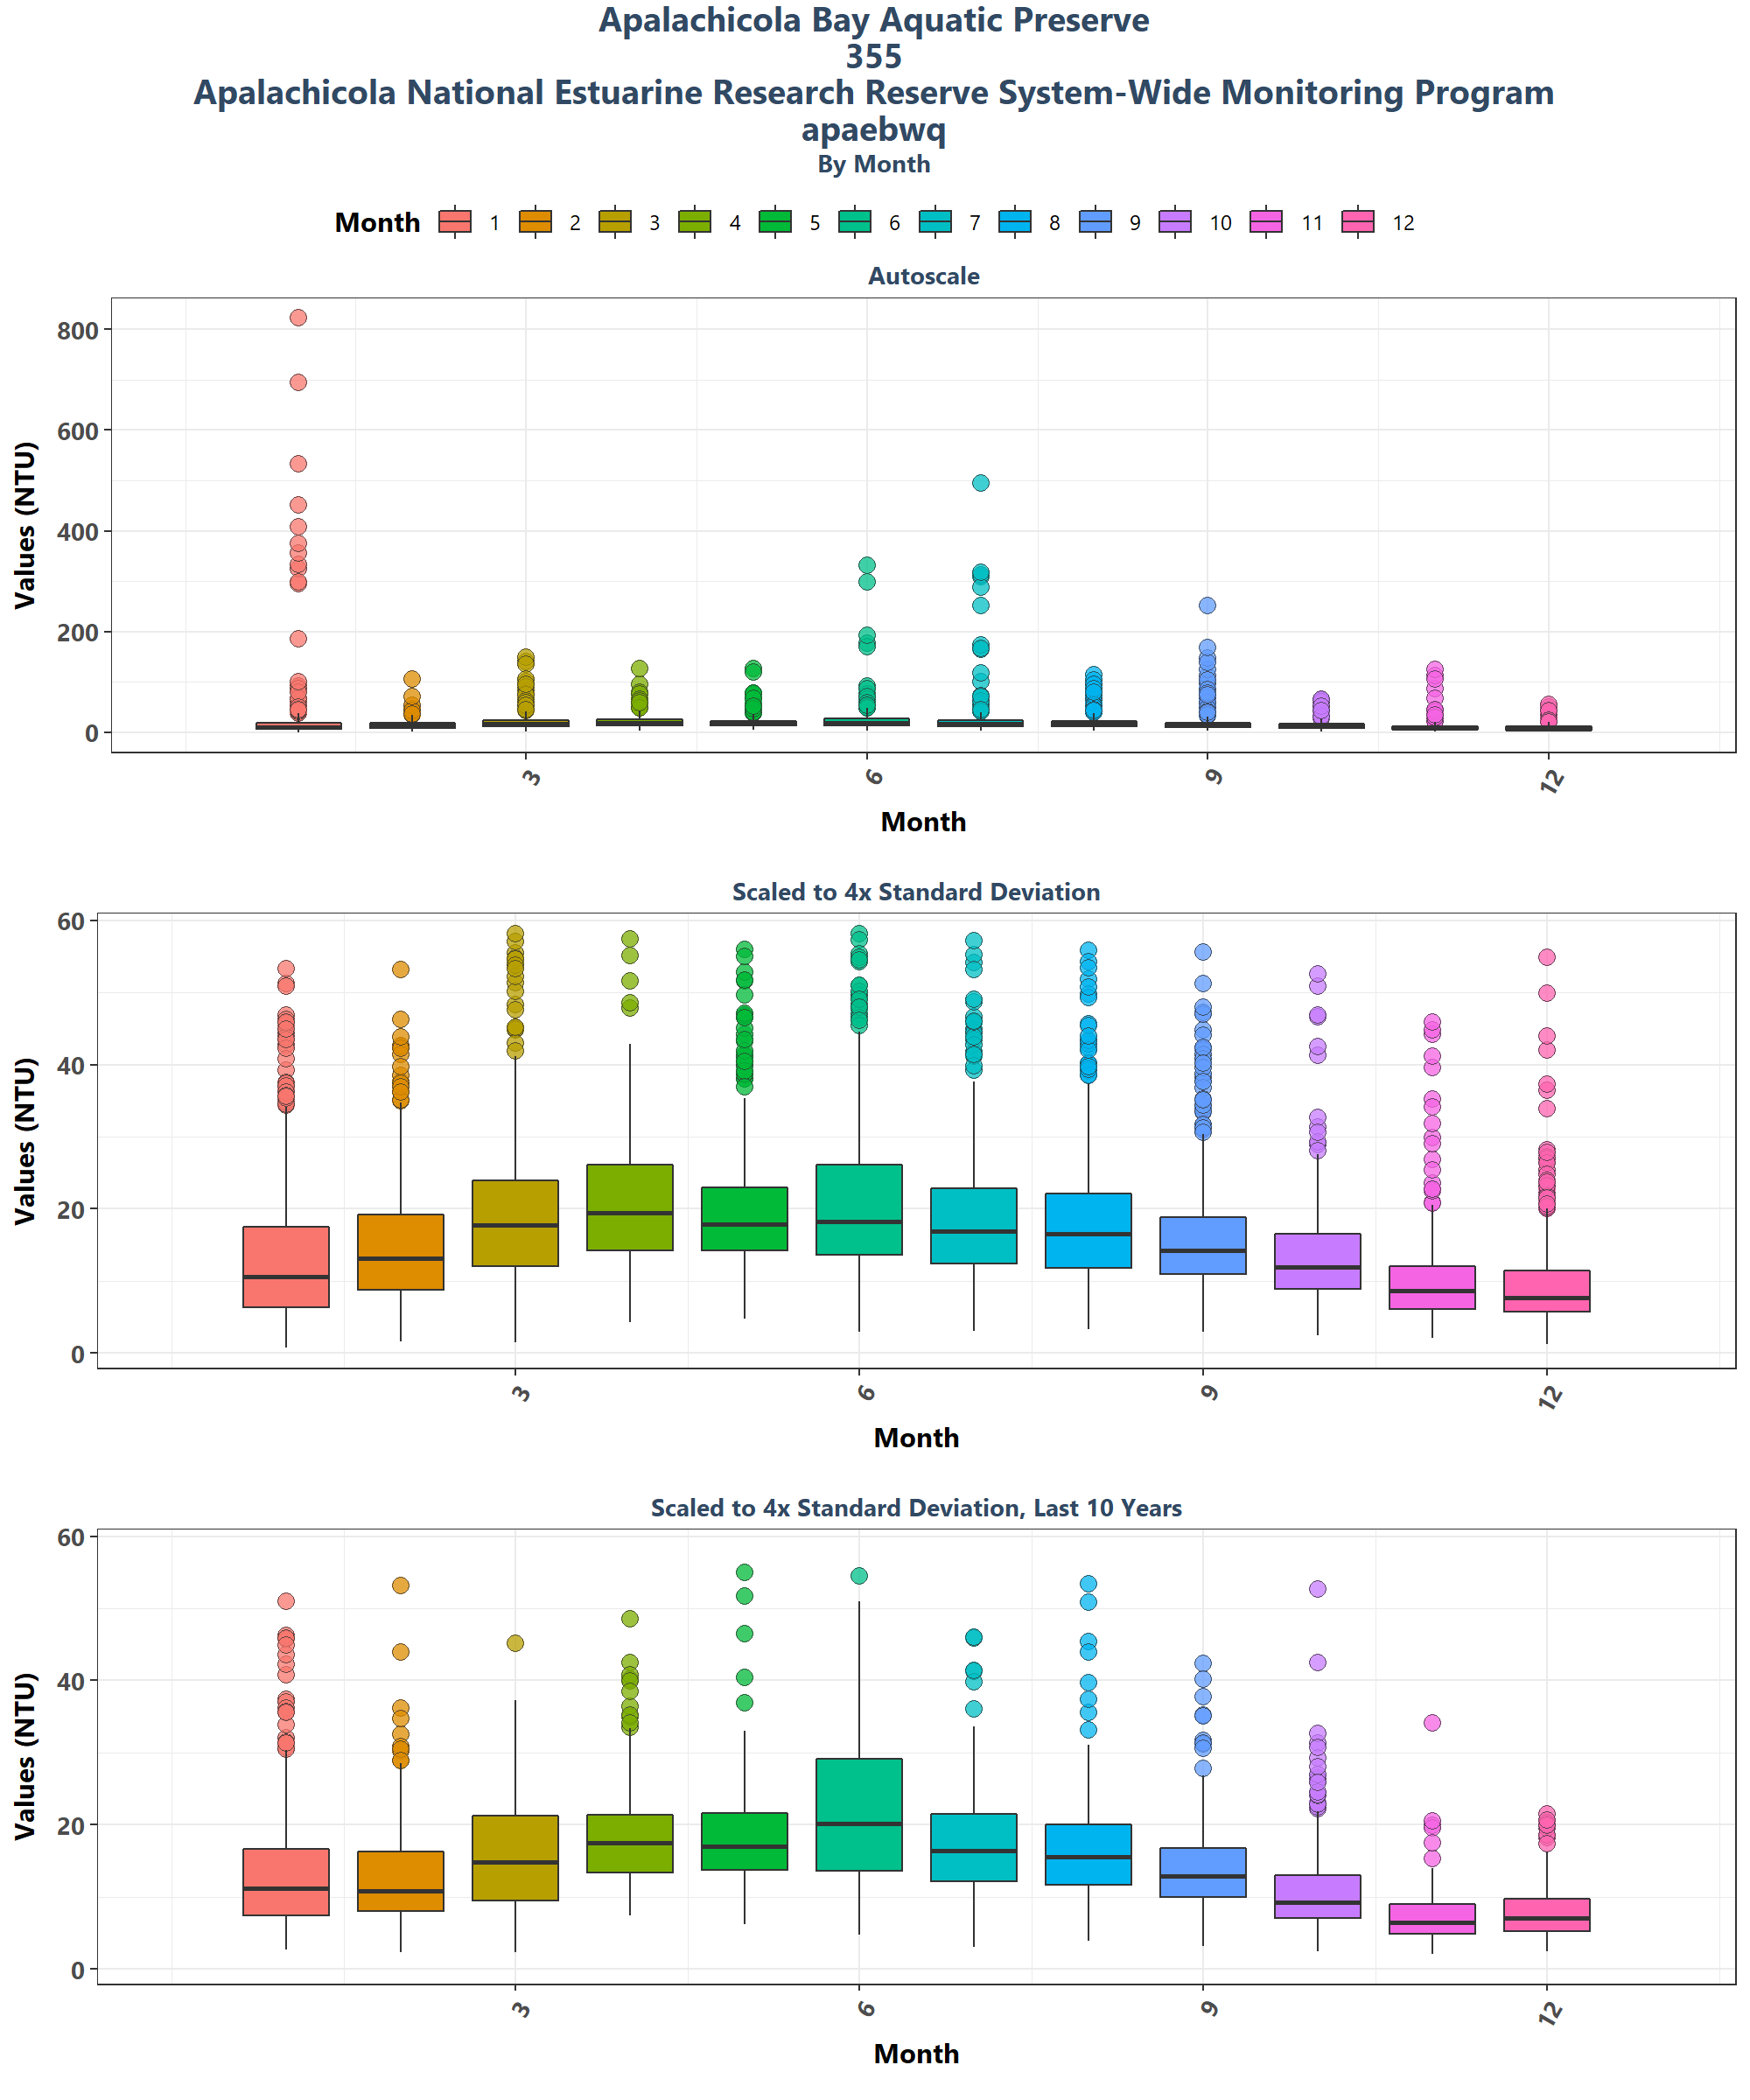 Apalachicola Bay Aquatic Preserve
355
Apalachicola National Estuarine Research Reserve System-Wide Monitoring Program
apaebwq
By Month
Month 1 2 3 4 5 6 7 8 9 10 11 12
Autoscale
Values (NTU)
800
600
400
200
0
3 6 9 12
Month
Scaled to 4x Standard Deviation
Values (NTU)
60
40
20
0
3 6 9 12
Month
Scaled to 4x Standard Deviation, Last 10 Years
Values (NTU)
60
40
20
0
3 6 9 12
Month